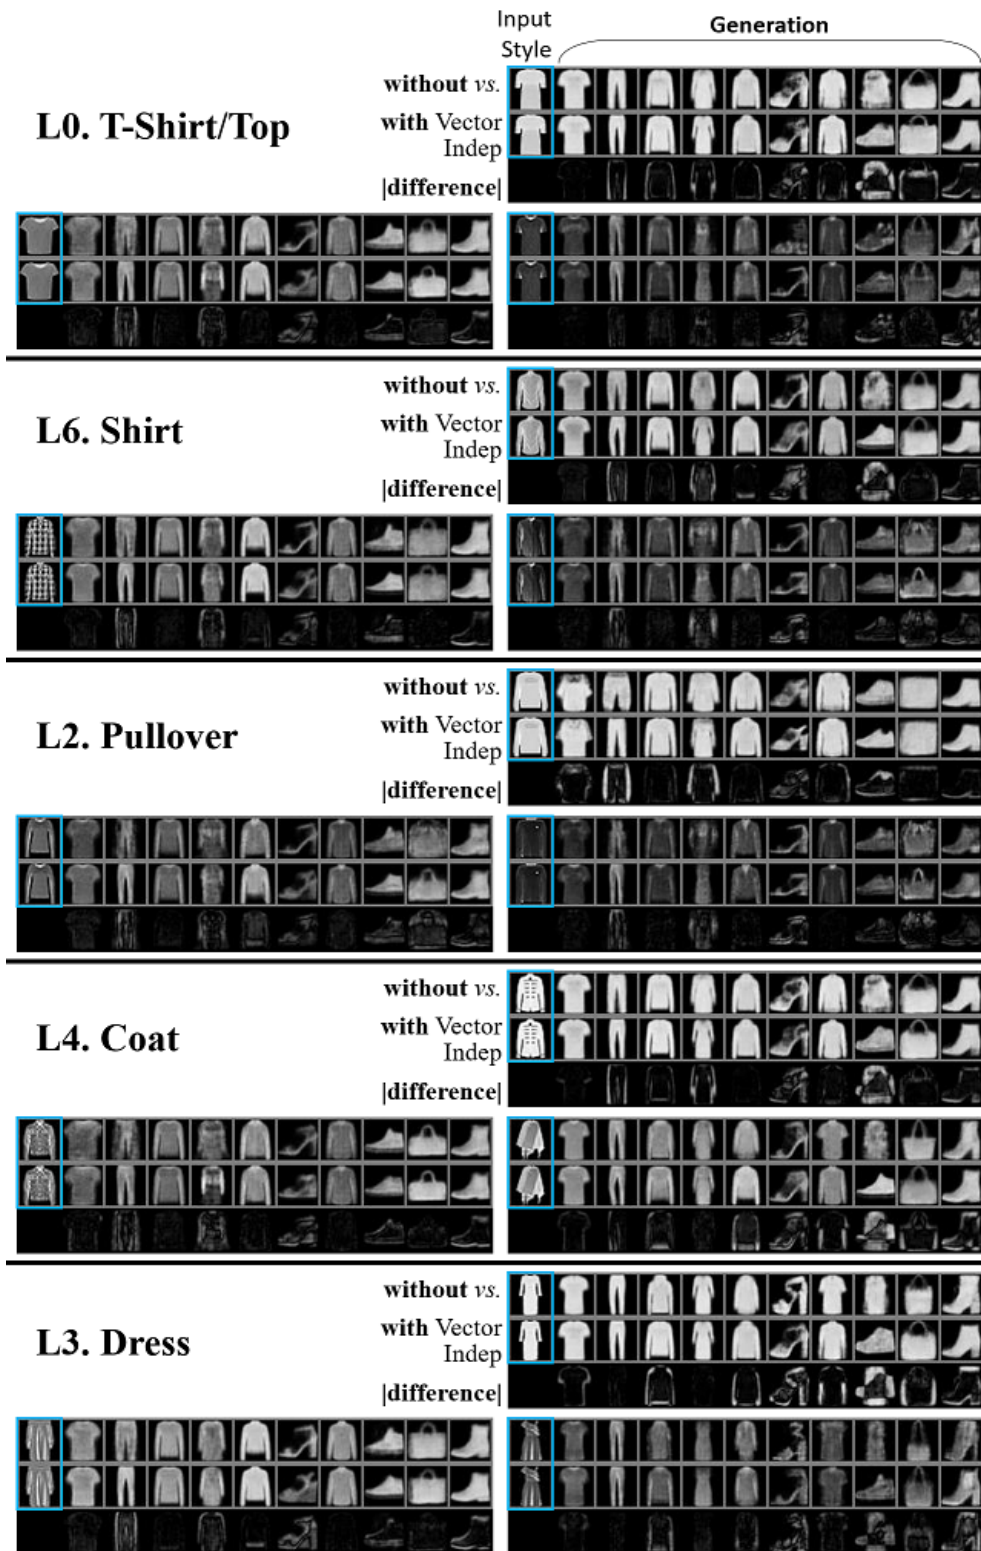 Input
Style
Generation
without vs.
L0. T-Shirt/Top
with Vector
Indep
|difference|
without vs.
L6. Shirt
with Vector
Indep
|difference|
without vs.
L2. Pullover
with Vector
Indep
|difference|
without vs.
L4. Coat
with Vector
Indep
|difference|
without vs.
L3. Dress
with Vector
Indep
|difference|